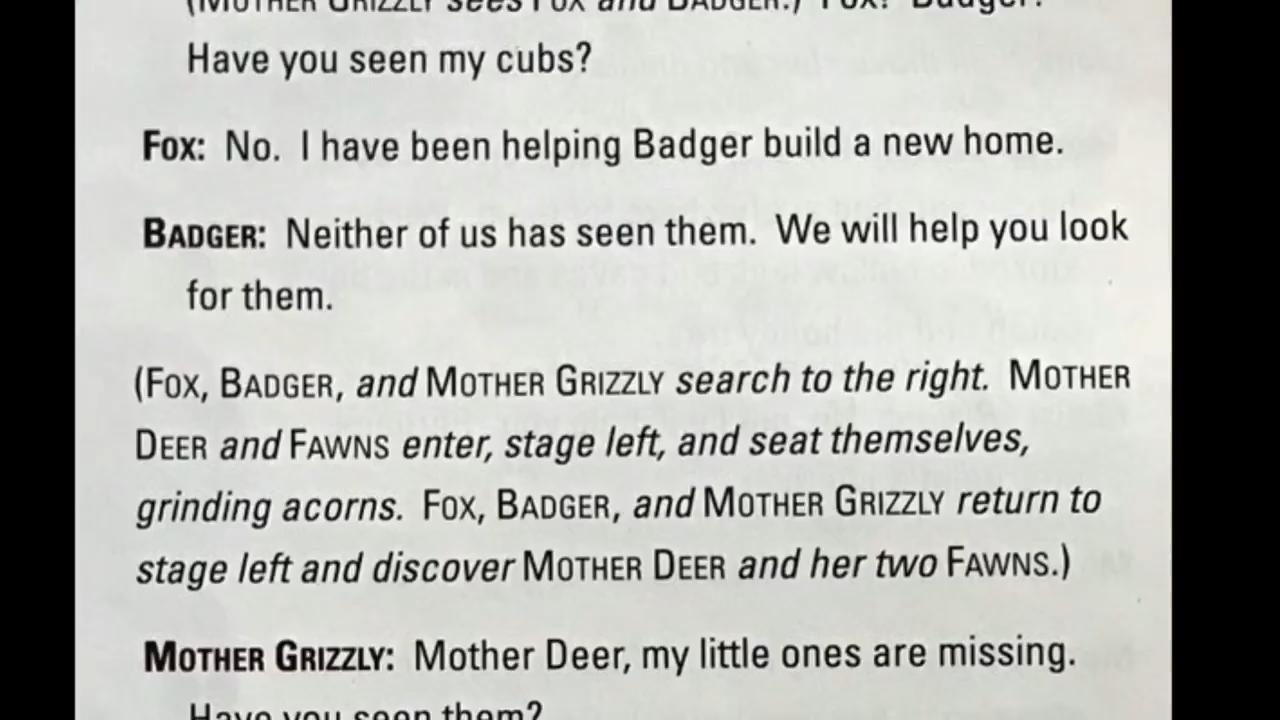 (MOTHER GRIZZLY sees FOX and BADGER.) Fox! Badger!
Have you seen my cubs?
FOX: No. I have been helping Badger build a new home.
BADGER: Neither of us has seen them. We will help you look
for them.
(FOX, BADGER, and MOTHER GRIZZLY search to the right. MOTHER
DEER and FAWNS enter, stage left, and seat themselves,
grinding acorns. FOX, BADGER, and MOTHER GRIZZLY return to
stage left and discover MOTHER DEER and her two FAWNS.)
MOTHER GRIZZLY: Mother Deer, my little ones are missing.
Have you seen them?